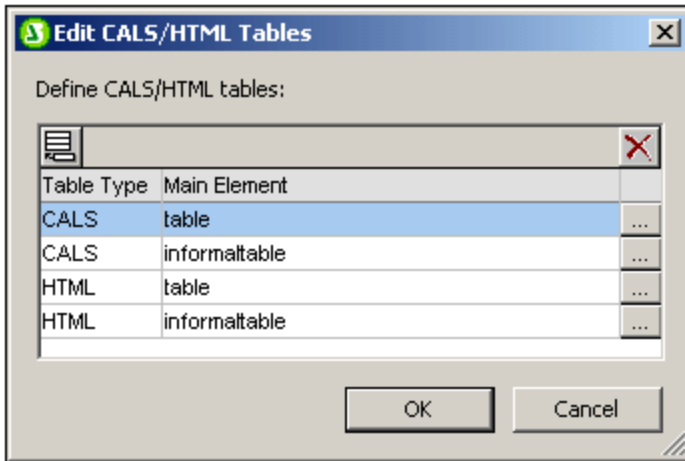 Edit CALS/HTML Tables
Define CALS/HTML tables:
Table Type Main Element
CALS table ...
CALS informaltable ...
HTML table ...
HTML informaltable ...
OK Cancel